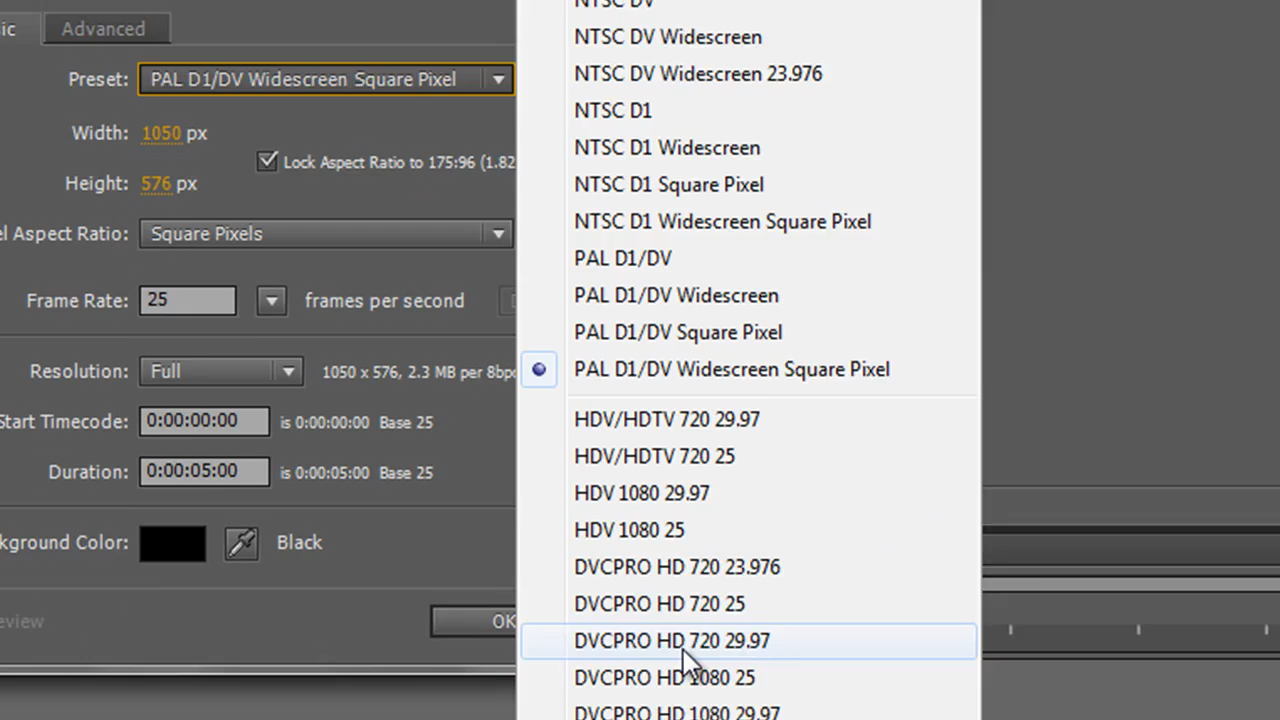 ic
Advanced
Preset: PAL D1/DV Widescreen Square Pixel
Width: 1050 px
Lock Aspect Ratio to 175:96 (1.82
Height: 576 px
el Aspect Ratio: Square Pixels
Frame Rate: 25 frames per second
Resolution: Full 1050 x 576, 2.3 MB per 8bpc
Start Timecode: 0:00:00:00 is 0:00:00:00 Base 25
Duration: 0:00:05:00 is 0:00:05:00 Base 25
kground Color: Black
eview
OK
NTSC DV
NTSC DV Widescreen
NTSC DV Widescreen 23.976
NTSC D1
NTSC D1 Widescreen
NTSC D1 Square Pixel
NTSC D1 Widescreen Square Pixel
PAL D1/DV
PAL D1/DV Widescreen
PAL D1/DV Square Pixel
PAL D1/DV Widescreen Square Pixel
HDV/HDTV 720 29.97
HDV/HDTV 720 25
HDV 1080 29.97
HDV 1080 25
DVCPRO HD 720 23.976
DVCPRO HD 720 25
DVCPRO HD 720 29.97
DVCPRO HD 1080 25
DVCPRO HD 1080 29.97